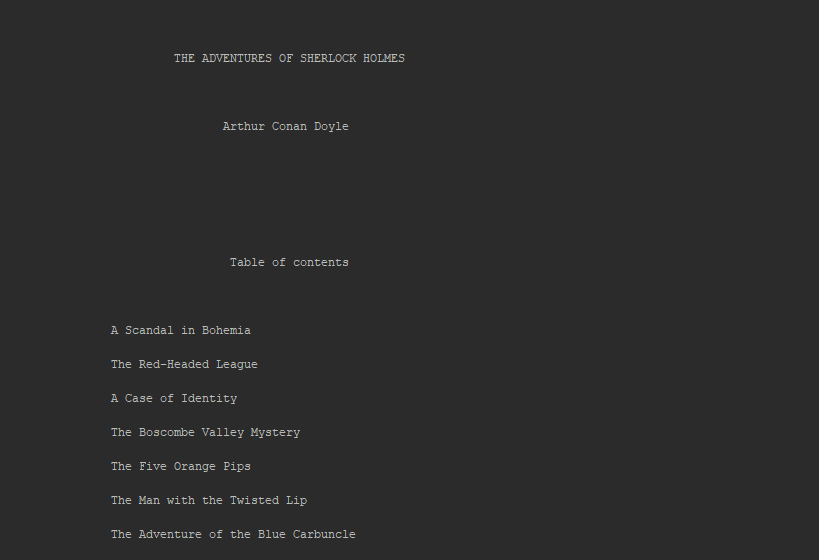 THE ADVENTURES OF SHERLOCK HOLMES
Arthur Conan Doyle
Table of contents
A Scandal in Bohemia
The Red-Headed League
A Case of Identity
The Boscombe Valley Mystery
The Five Orange Pips
The Man with the Twisted Lip
The Adventure of the Blue Carbuncle